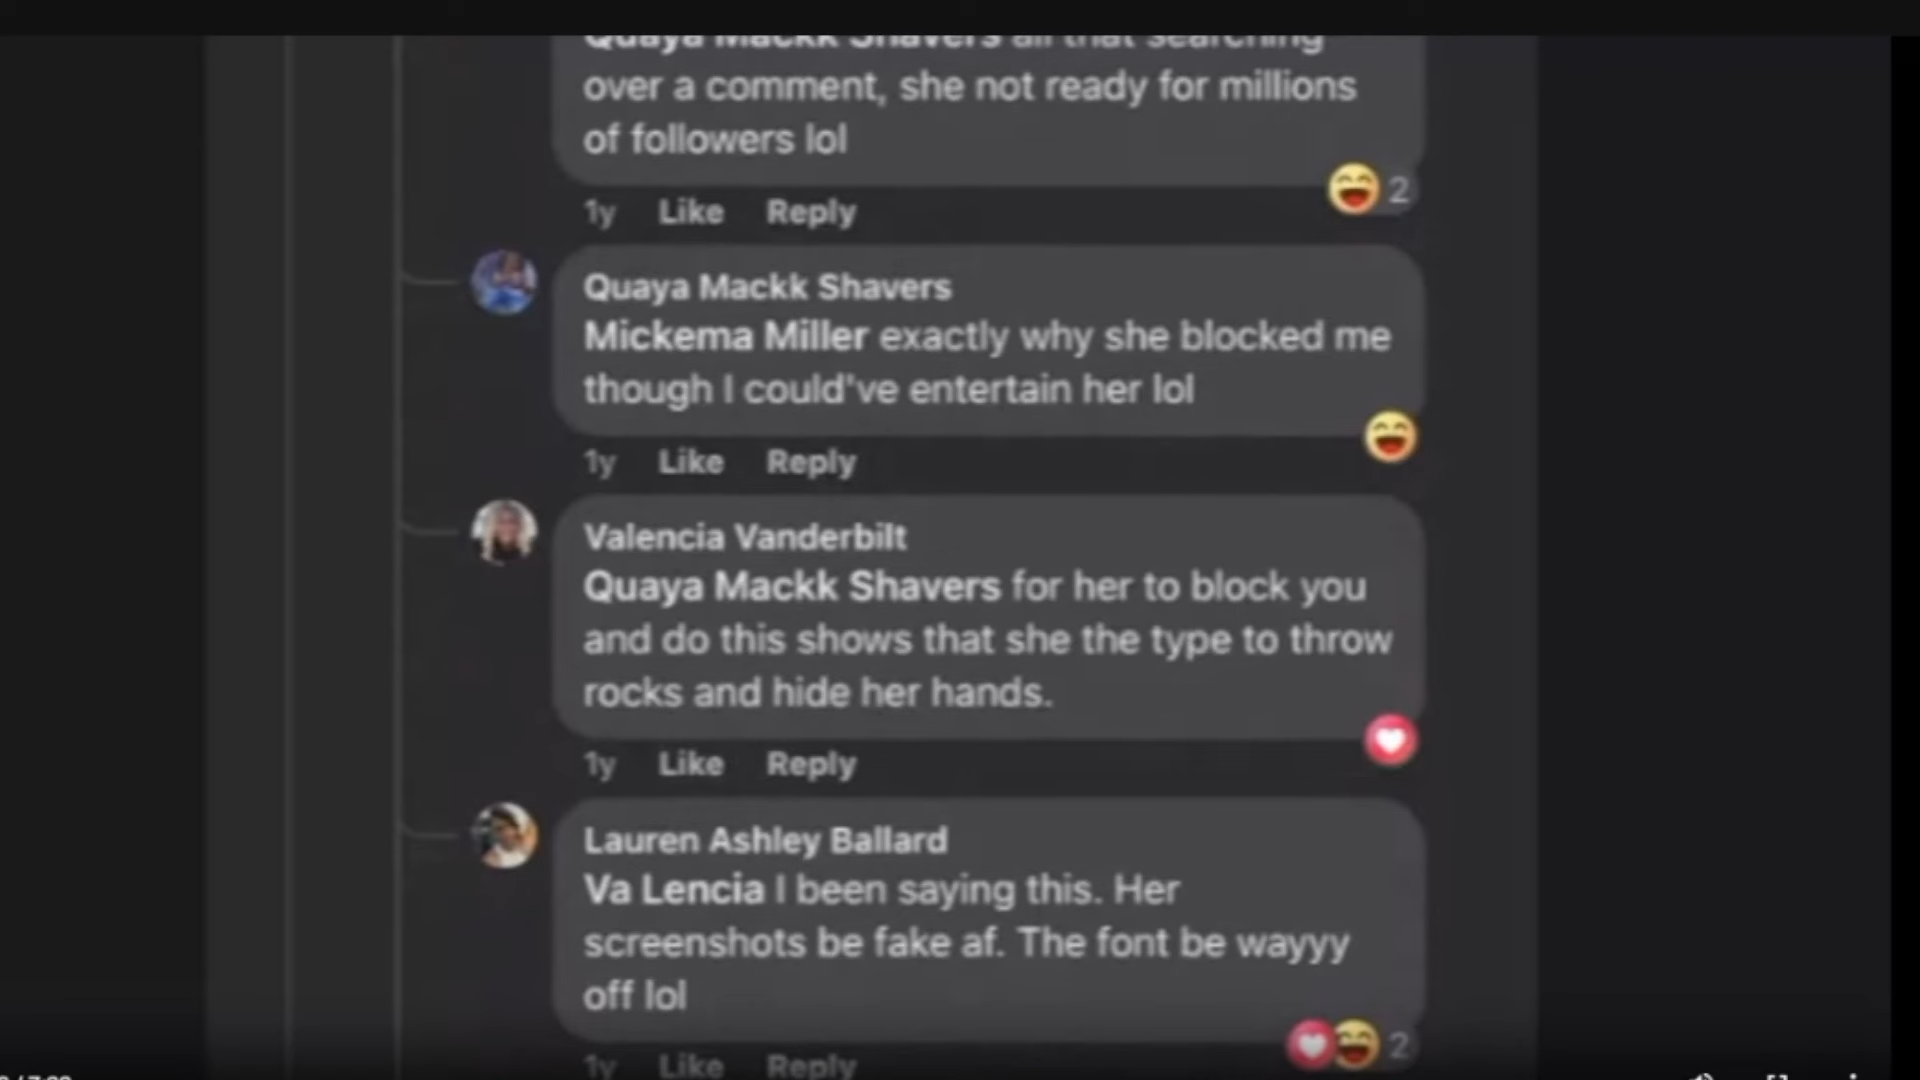 Quaya Mackk Shavers all that searching
over a comment, she not ready for millions
of followers lol
2
1y Like Reply
Quaya Mackk Shavers
Mickema Miller exactly why she blocked me
though I could've entertain her lol
1y Like Reply
Valencia Vanderbilt
Quaya Mackk Shavers for her to block you
and do this shows that she the type to throw
rocks and hide her hands.
1y Like Reply
Lauren Ashley Ballard
Va Lencia I been saying this. Her
screenshots be fake af. The font be wayyy
off lol
2
1y Like Reply